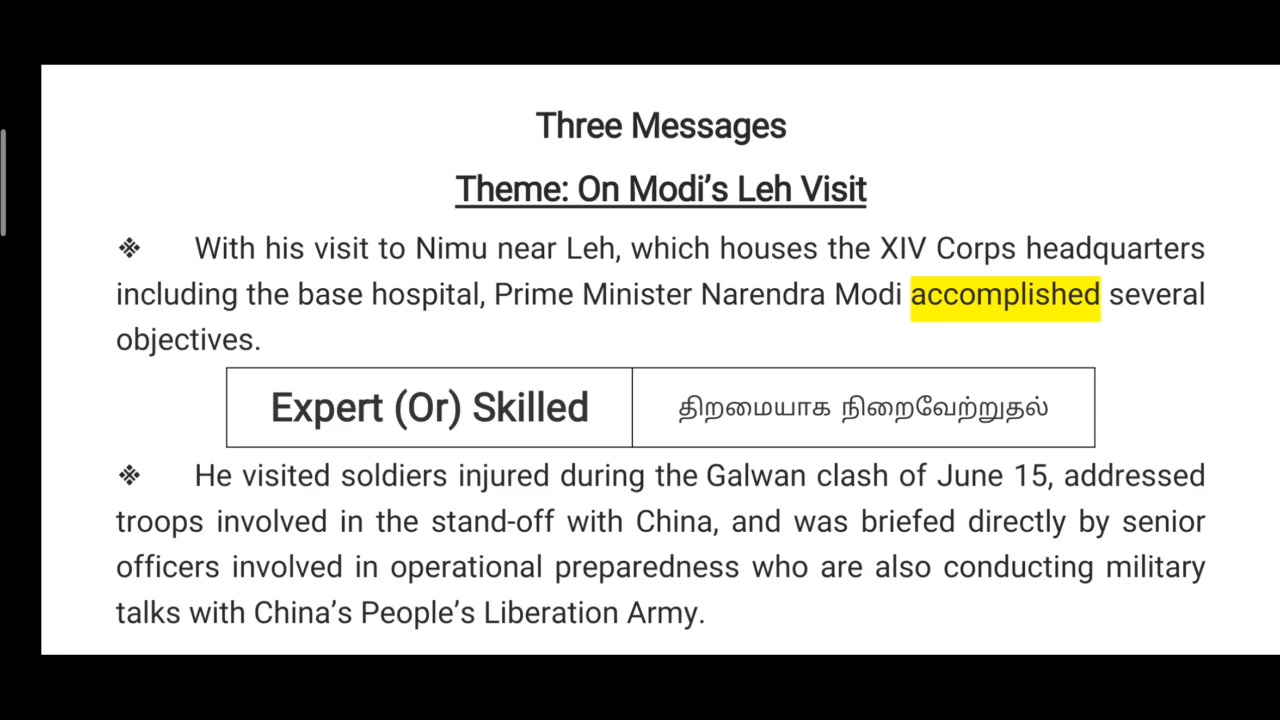 Three Messages
Theme: On Modi's Leh Visit
❖ With his visit to Nimu near Leh, which houses the XIV Corps headquarters
including the base hospital, Prime Minister Narendra Modi accomplished several
objectives.
Expert (Or) Skilled திறமையாக நிறைவேற்றுதல்
❖ He visited soldiers injured during the Galwan clash of June 15, addressed
troops involved in the stand-off with China, and was briefed directly by senior
officers involved in operational preparedness who are also conducting military
talks with China's People's Liberation Army.